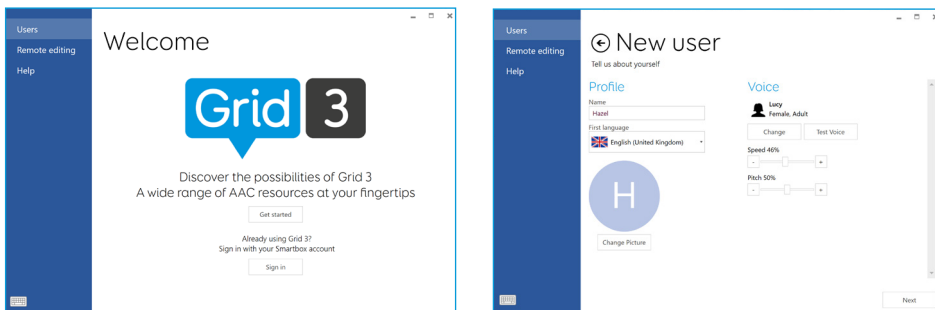 Users
Remote editing
Help
Welcome
Grid 3
Discover the possibilities of Grid 3
A wide range of AAC resources at your fingertips
Get started
Already using Grid 3?
Sign in with your Smartbox account
Sign in
Users
Remote editing
Help
New user
Tell us about yourself
Profile
Name
Hazel
First language
English (United Kingdom)
H
Change Picture
Voice
Lucy
Female, Adult
Change
Test Voice
Speed 46%
- +
Pitch 50%
- +
Next